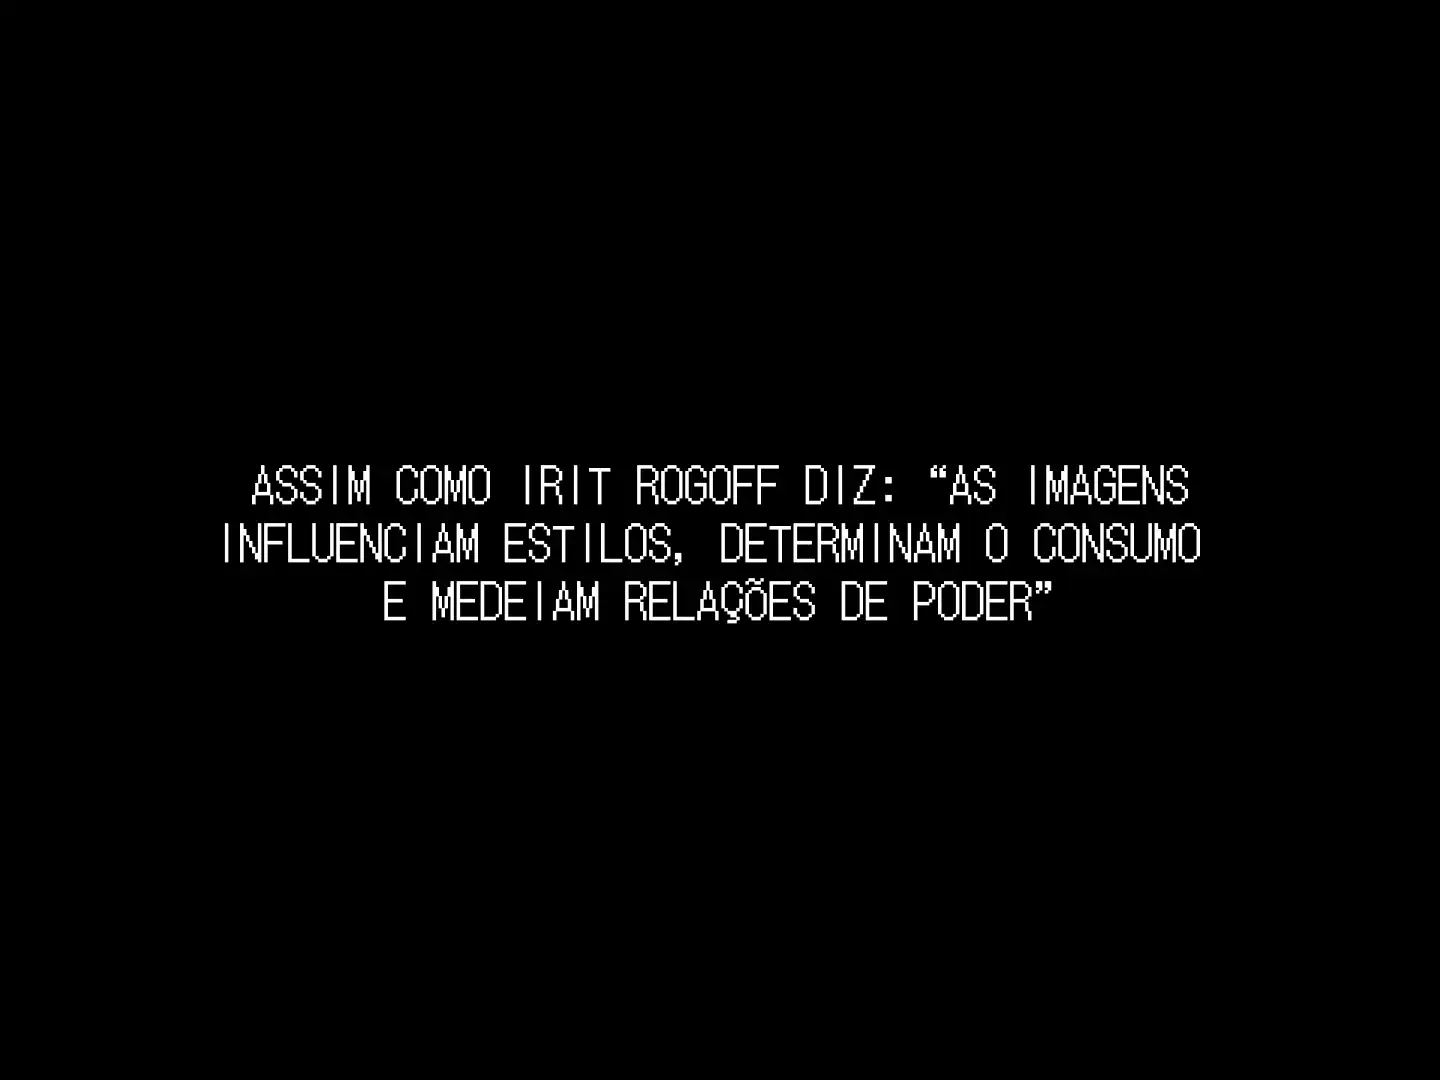 ASSIM COMO IRIT ROGOFF DIZ: “AS IMAGENS
INFLUENCIAM ESTILOS, DETERMINAM O CONSUMO
E MEDEIAM RELAÇÕES DE PODER”